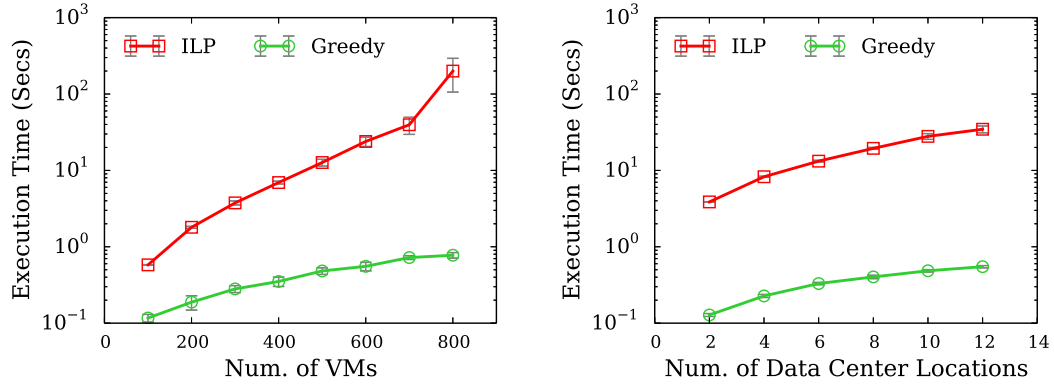 ILP Greedy
Execution Time (Secs)
10^3
10^2
10^1
10^0
10^-1
0 200 400 600 800
Num. of VMs
ILP Greedy
Execution Time (Secs)
10^3
10^2
10^1
10^0
10^-1
0 2 4 6 8 10 12 14
Num. of Data Center Locations